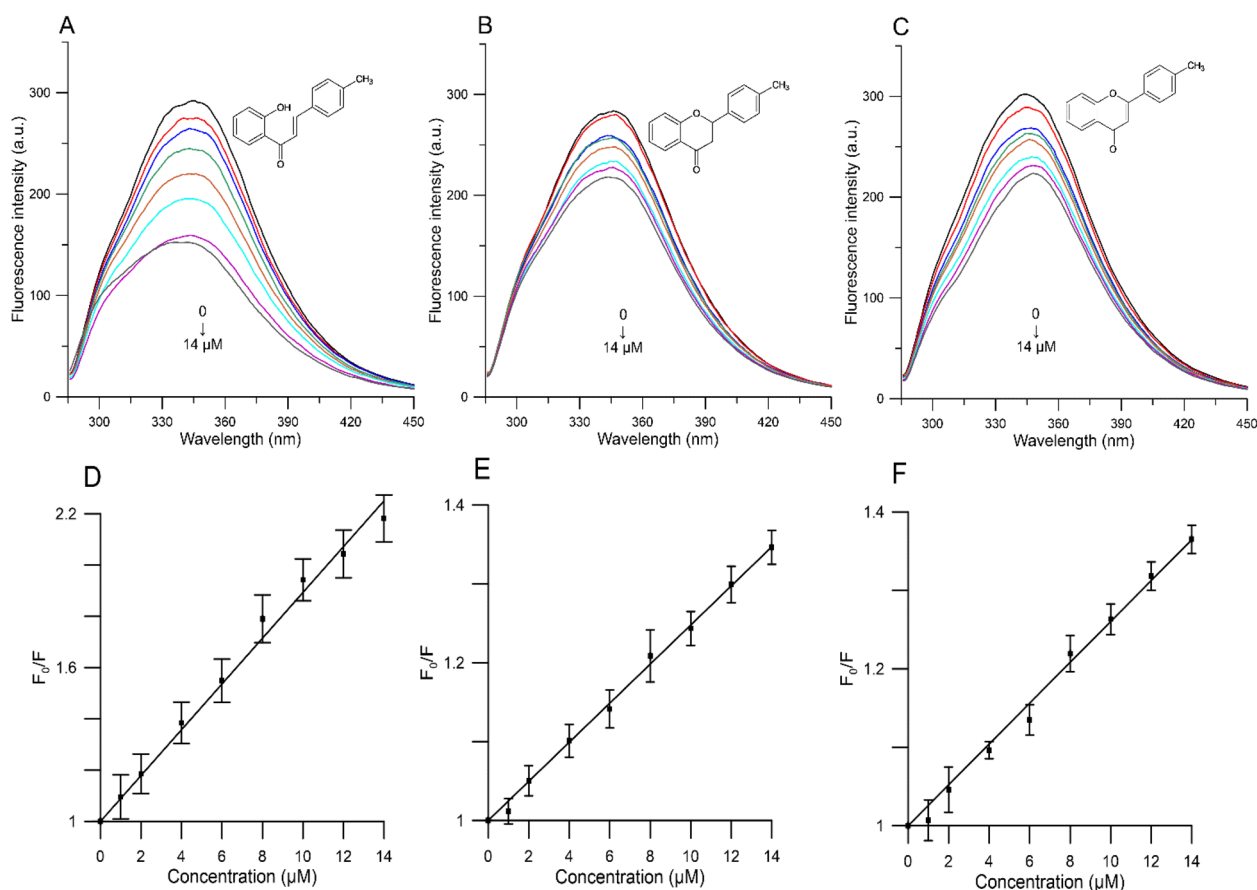 A
Fluorescence intensity (a.u.)
300
200
100
0
OH
O
CH₃
0
↓
14 µM
300 330 360 390 420 450
Wavelength (nm)
B
Fluorescence intensity (a.u.)
300
200
100
0
O
O
CH₃
0
↓
14 µM
300 330 360 390 420 450
Wavelength (nm)
C
Fluorescence intensity (a.u.)
300
200
100
0
O
O
CH₃
0
↓
14 µM
300 330 360 390 420 450
Wavelength (nm)
D
F₀/F
2.2
1.6
1
0 2 4 6 8 10 12 14
Concentration (µM)
E
F₀/F
1.4
1.2
1
0 2 4 6 8 10 12 14
Concentration (µM)
F
F₀/F
1.4
1.2
1
0 2 4 6 8 10 12 14
Concentration (µM)